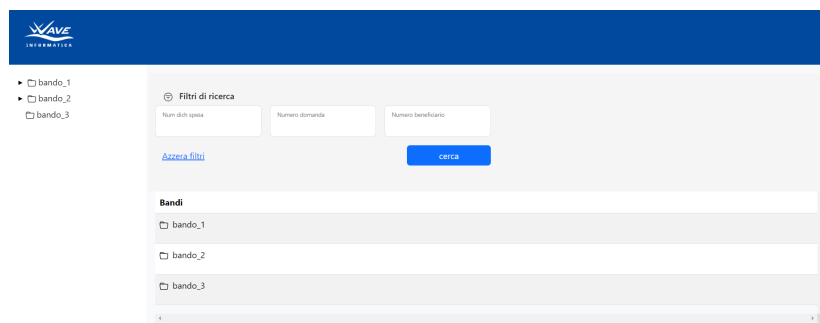 WAVE
INFORMATICA
bando_1
bando_2
bando_3
Filtri di ricerca
Num dich spesa
Numero domanda
Numero beneficiario
Azzera filtri
cerca
Bandi
bando_1
bando_2
bando_3